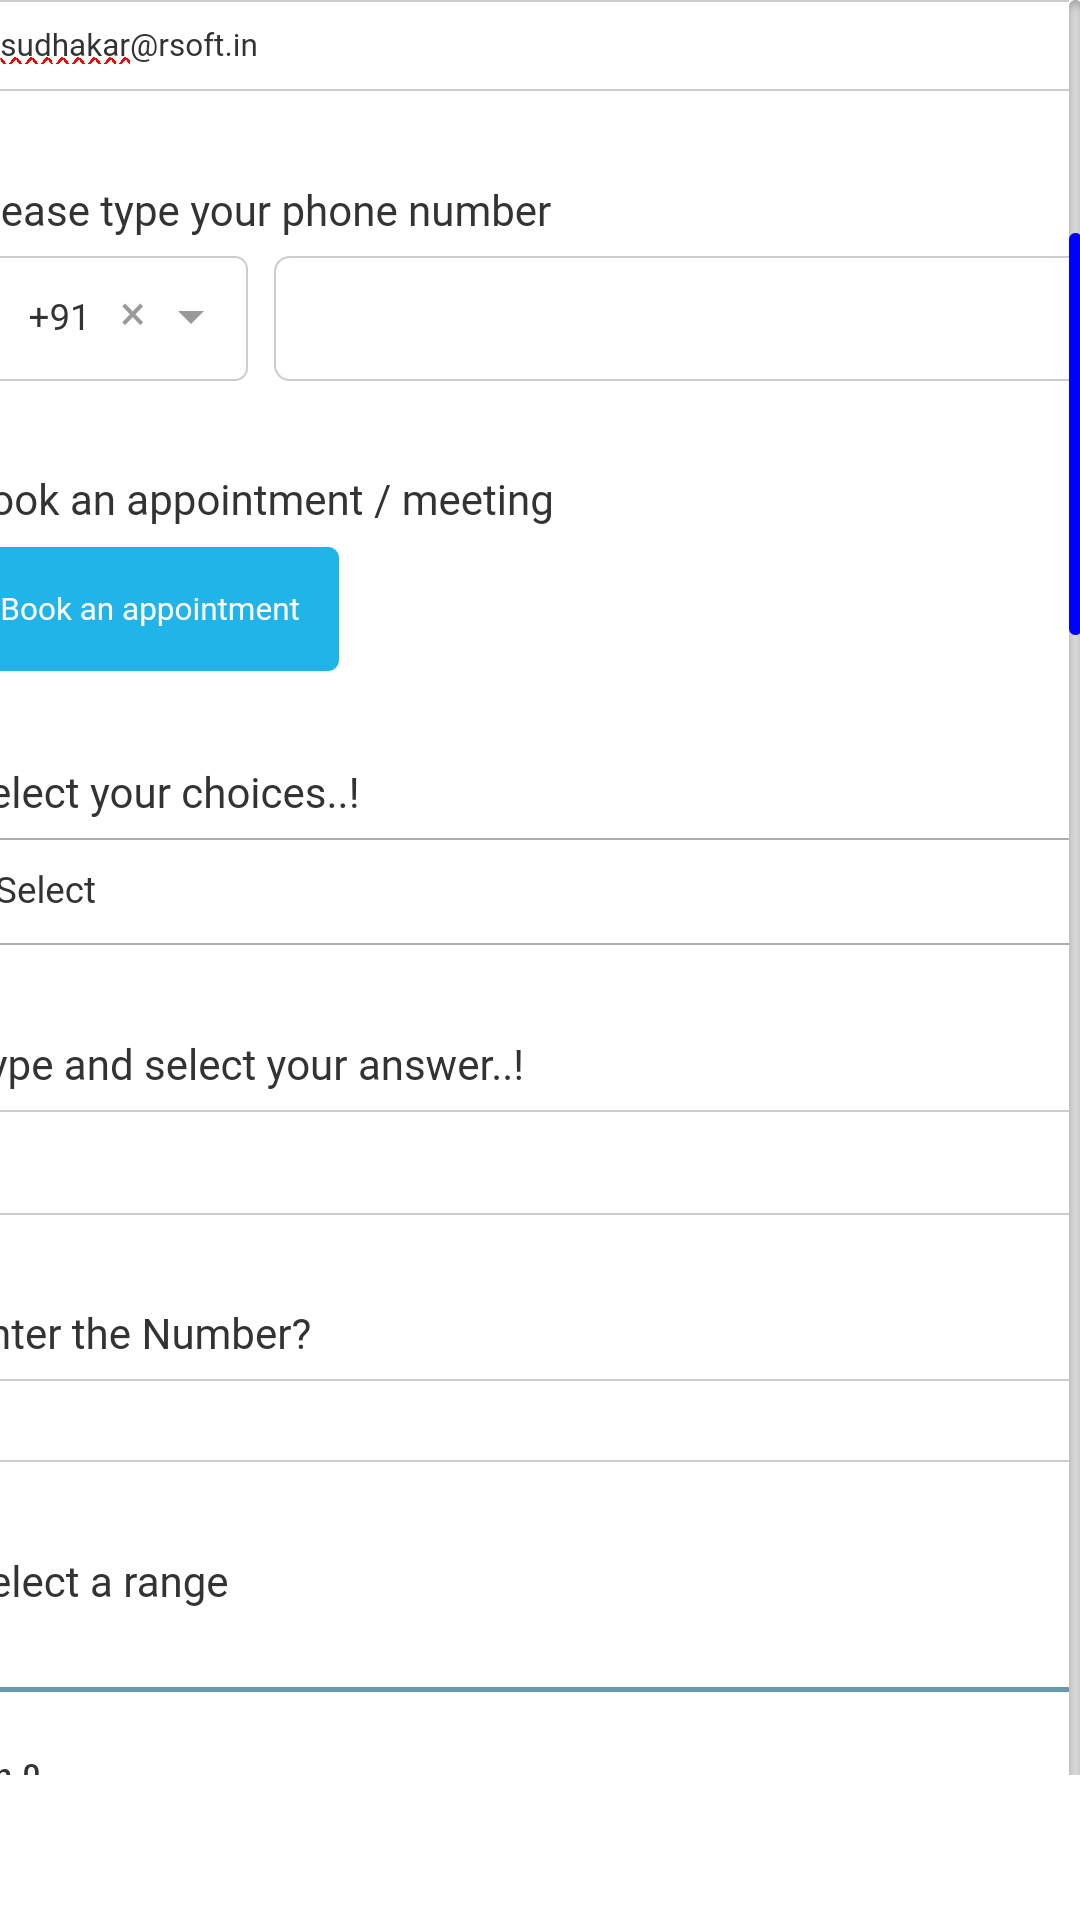 sudhakar@rsoft.in
ease type your phone number
+91
ook an appointment / meeting
Book an appointment
elect your choices..!
Select
ype and select your answer..!
nter the Number?
elect a range